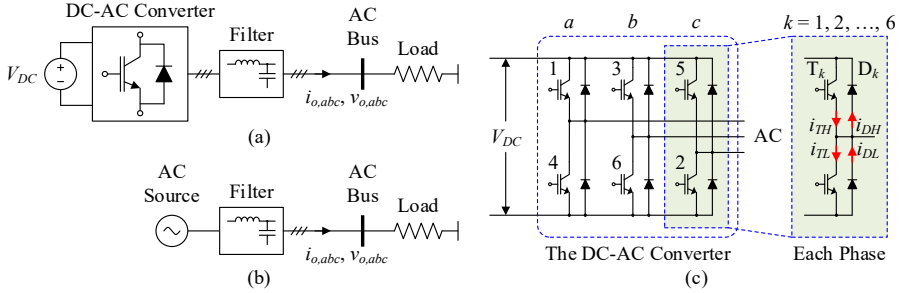 DC-AC Converter
V_DC
Filter
AC
Bus
Load
i_o,abc, v_o,abc
(a)
AC
Source
Filter
AC
Bus
Load
i_o,abc, v_o,abc
(b)
a b c
k = 1, 2, …, 6
1 3 5
V_DC
AC
4 6 2
The DC-AC Converter
T_k D_k
i_TH i_DH
i_TL i_DL
Each Phase
(c)